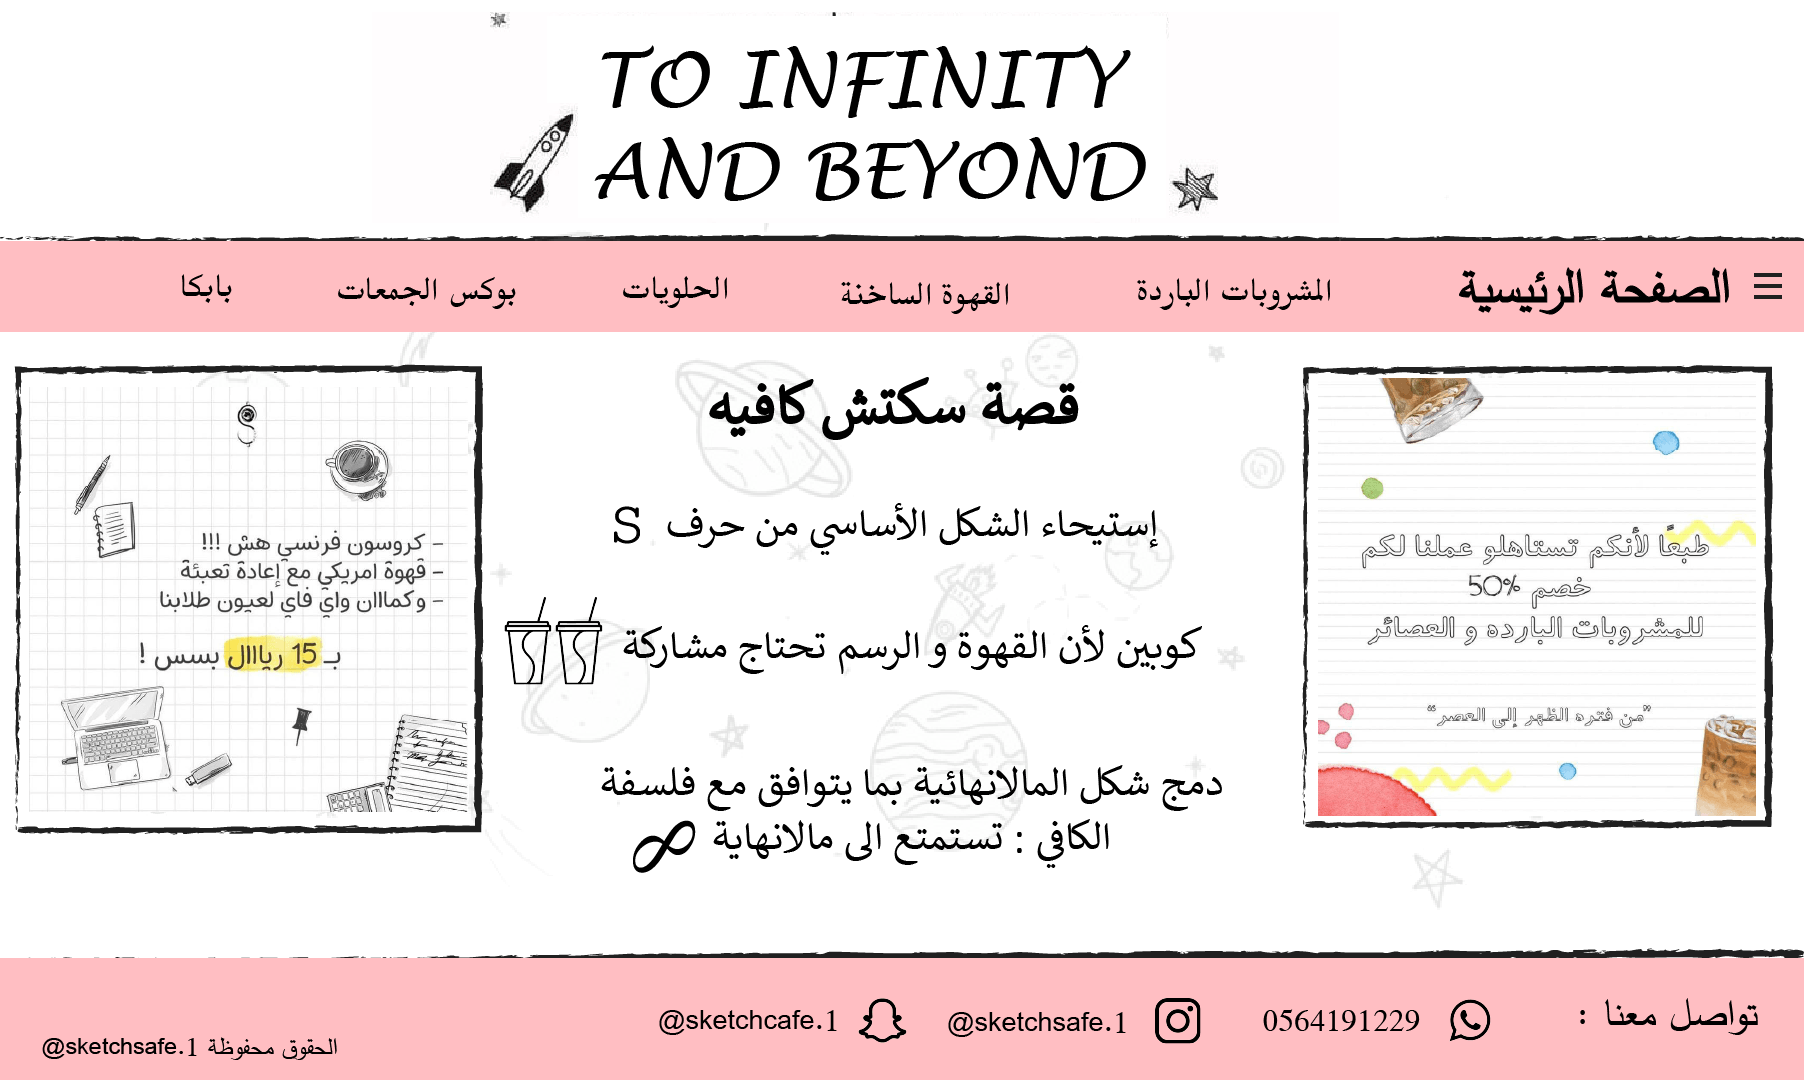 TO INFINITY
AND BEYOND
الصفحة الرئيسية
المشروبات الباردة
القهوة الساخنة
الحلويات
بوكس الجمعات
بابكا
طبعًا لأنكم تستاهلو عملنا لكم
خصم 50%
للمشروبات البارده و العصائر
”من فتره الظهر إلى العصر“
قصة سكتش كافيه
إستيحاء الشكل الأساسي من حرف S
كوبين لأن القهوة و الرسم تحتاج مشاركة
دمج شكل المالانهائية بما يتوافق مع فلسفة
الكافي : تستمتع الى مالانهاية
- كروسون فرنسي هشْ !!!
- قهوة امريكي مع إعادة تعبئة
- وكمااان واي فاي لعيون طلابنا
بـ 15 ريااال بسس !
تواصل معنا :
0564191229
@sketchsafe.1
@sketchcafe.1
الحقوق محفوظة @sketchsafe.1